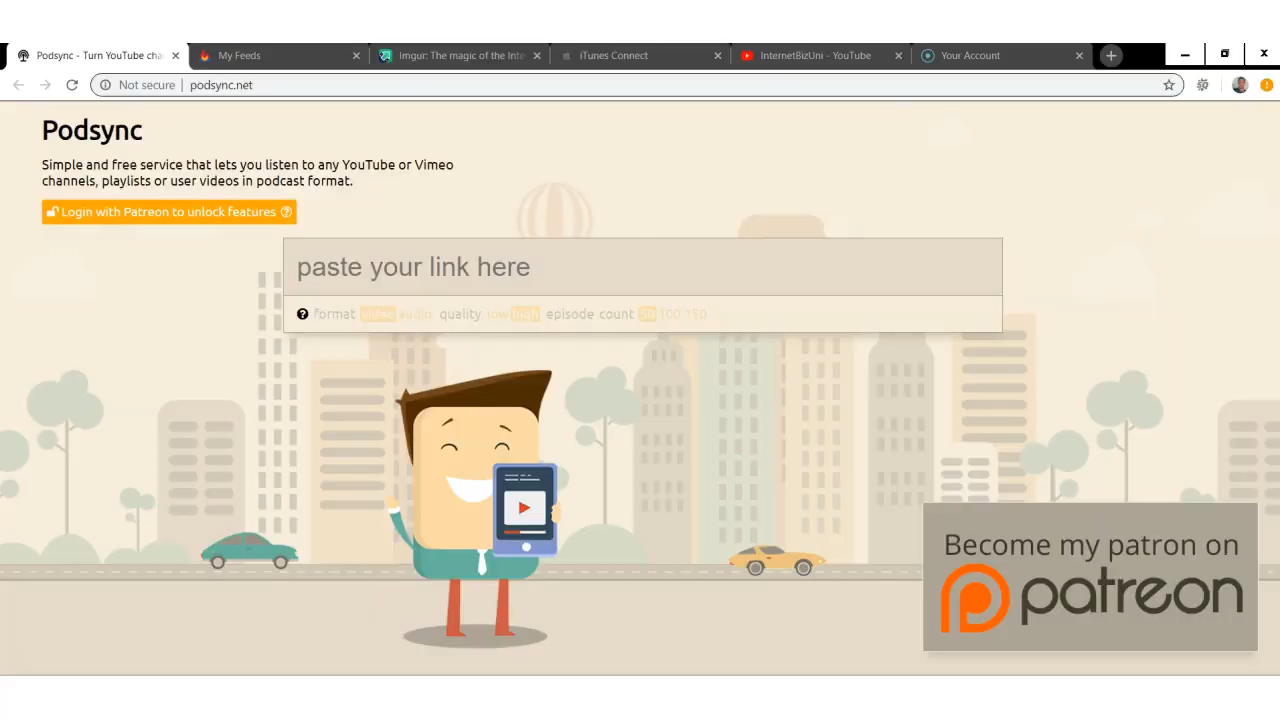 Podsync - Turn YouTube cha
My Feeds
Imgur: The magic of the Inte
iTunes Connect
InternetBizUni - YouTube
Your Account
Not secure | podsync.net
Podsync
Simple and free service that lets you listen to any YouTube or Vimeo
channels, playlists or user videos in podcast format.
Login with Patreon to unlock features
paste your link here
format video audio quality low high episode count 50 100 150
Become my patron on
patreon